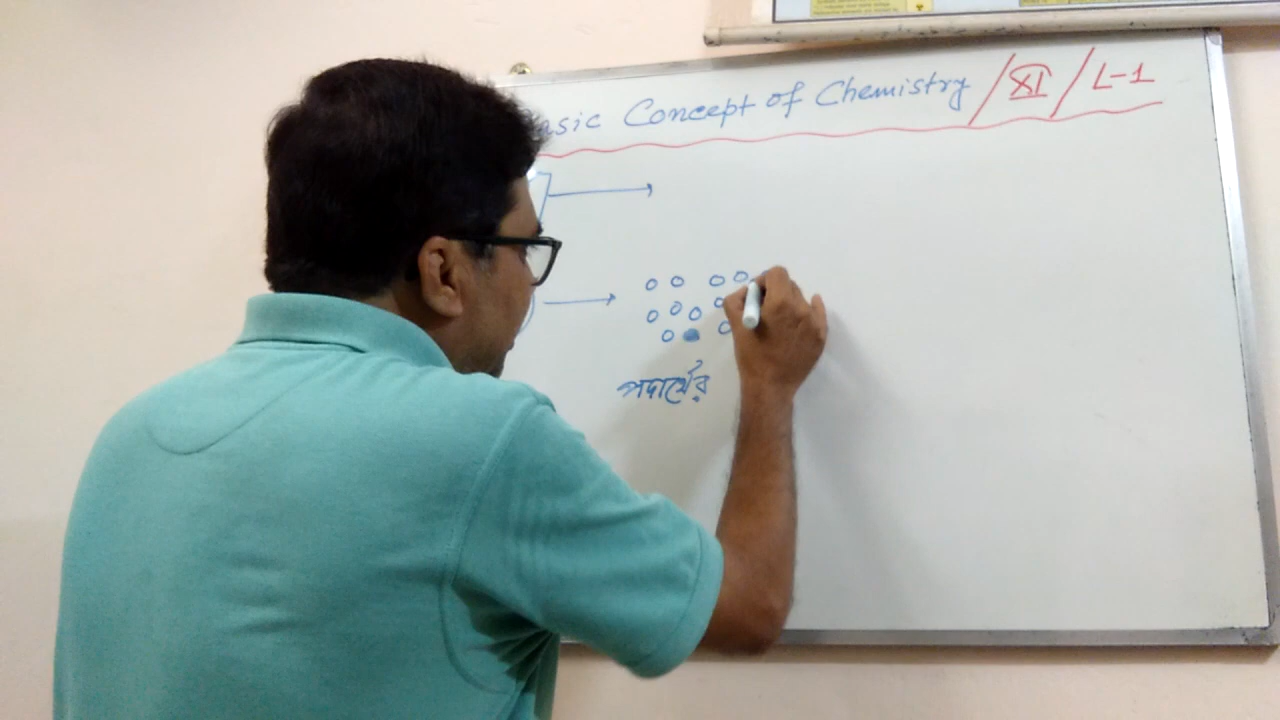 asic Concept of Chemistry / XI / L-1
পদার্থের